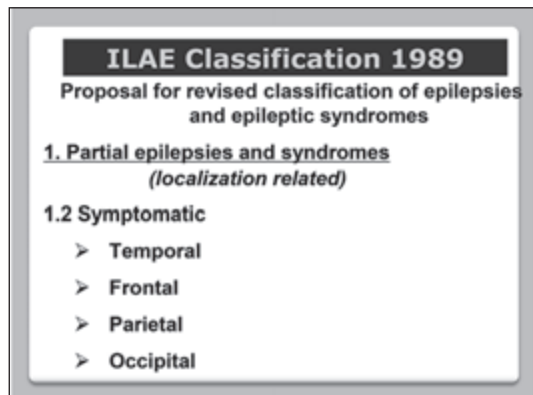 ILAE Classification 1989
Proposal for revised classification of epilepsies
and epileptic syndromes
1. Partial epilepsies and syndromes
(localization related)
1.2 Symptomatic
➢ Temporal
➢ Frontal
➢ Parietal
➢ Occipital